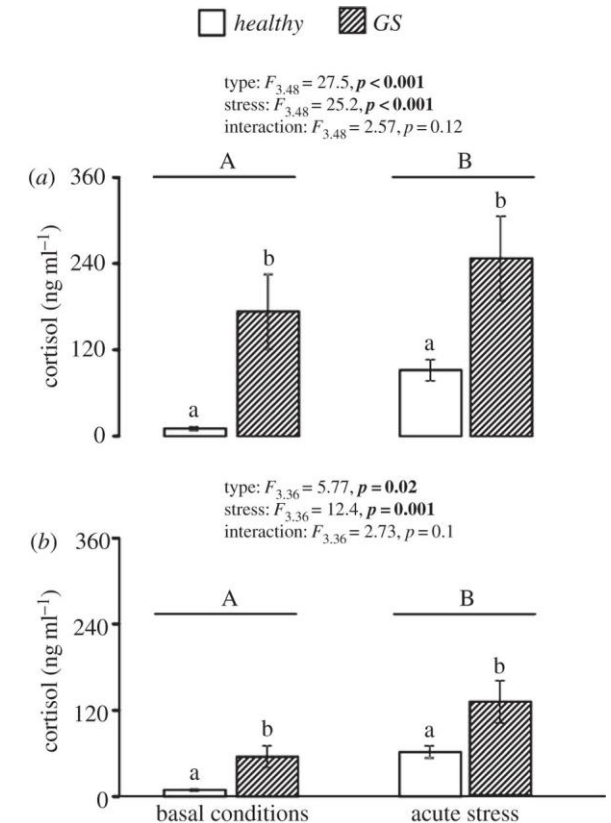 healthy GS
type: F3.48 = 27.5, p < 0.001
stress: F3.48 = 25.2, p < 0.001
interaction: F3.48 = 2.57, p = 0.12
A B
(a) 360
240
120
0
cortisol (ng ml−1)
b
b
a
a
type: F3.36 = 5.77, p = 0.02
stress: F3.36 = 12.4, p = 0.001
interaction: F3.36 = 2.73, p = 0.1
(b) 360
240
120
0
cortisol (ng ml−1)
A B
b
b
a
a
basal conditions acute stress